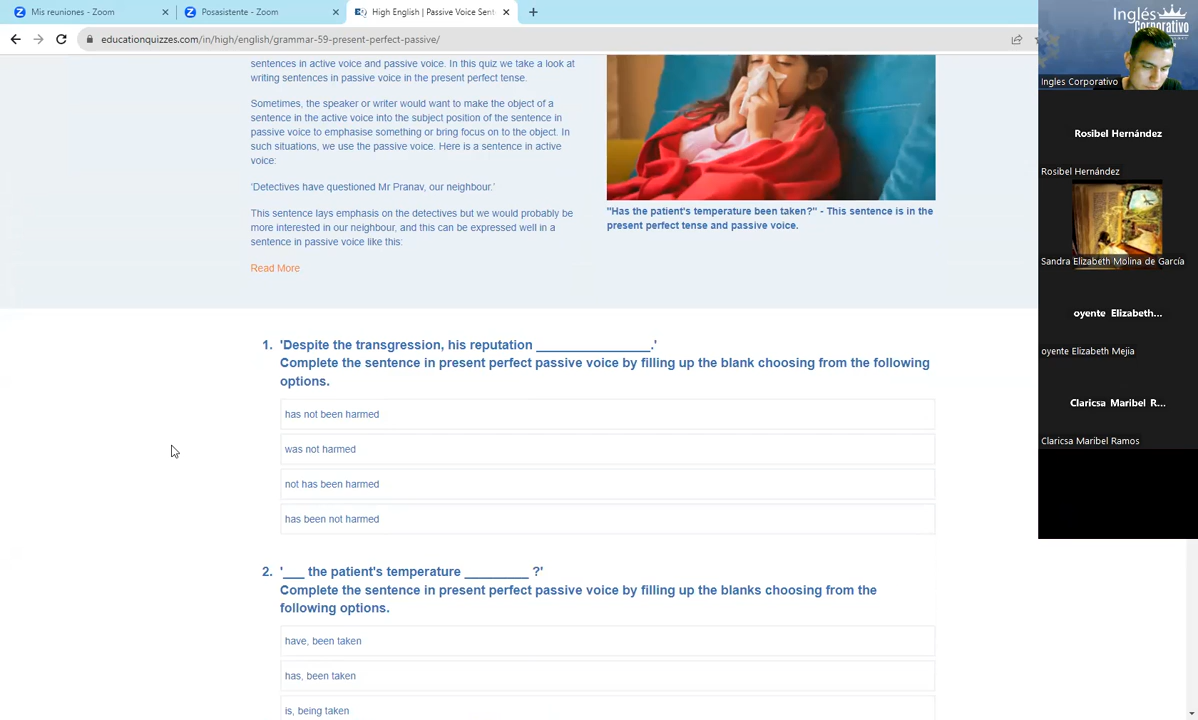 Mis reuniones - Zoom
Posasistente - Zoom
High English | Passive Voice Sent
educationquizzes.com/in/high/english/grammar-59-present-perfect-passive/
sentences in active voice and passive voice. In this quiz we take a look at
writing sentences in passive voice in the present perfect tense.
Sometimes, the speaker or writer would want to make the object of a
sentence in the active voice into the subject position of the sentence in
passive voice to emphasise something or bring focus on to the object. In
such situations, we use the passive voice. Here is a sentence in active
voice:
'Detectives have questioned Mr Pranav, our neighbour.'
This sentence lays emphasis on the detectives but we would probably be
more interested in our neighbour, and this can be expressed well in a
sentence in passive voice like this:
Read More
"Has the patient's temperature been taken?" - This sentence is in the
present perfect tense and passive voice.
1. 'Despite the transgression, his reputation _______________.'
Complete the sentence in present perfect passive voice by filling up the blank choosing from the following
options.
has not been harmed
was not harmed
not has been harmed
has been not harmed
2. '___ the patient's temperature _________ ?'
Complete the sentence in present perfect passive voice by filling up the blanks choosing from the
following options.
have, been taken
has, been taken
is, being taken
Inglés
Corporativo
Ingles Corporativo
Rosibel Hernández
Rosibel Hernández
Sandra Elizabeth Molina de García
oyente Elizabeth...
oyente Elizabeth Mejia
Claricsa Maribel R...
Claricsa Maribel Ramos